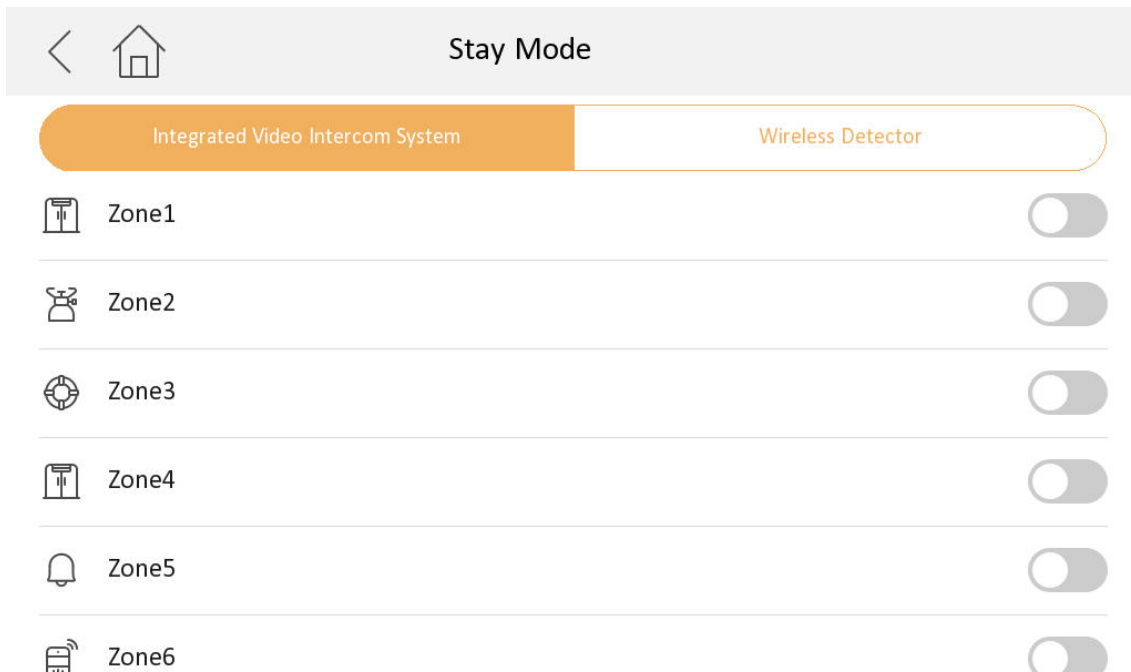 Stay Mode
Integrated Video Intercom System
Wireless Detector
Zone1
Zone2
Zone3
Zone4
Zone5
Zone6